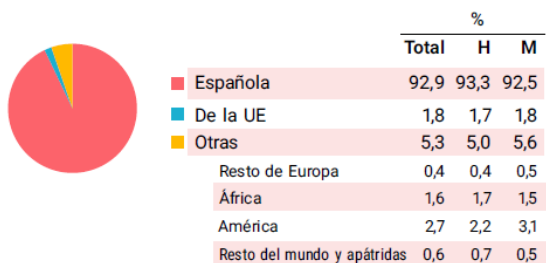 %
Total H M
Española 92,9 93,3 92,5
De la UE 1,8 1,7 1,8
Otras 5,3 5,0 5,6
Resto de Europa 0,4 0,4 0,5
África 1,6 1,7 1,5
América 2,7 2,2 3,1
Resto del mundo y apátridas 0,6 0,7 0,5